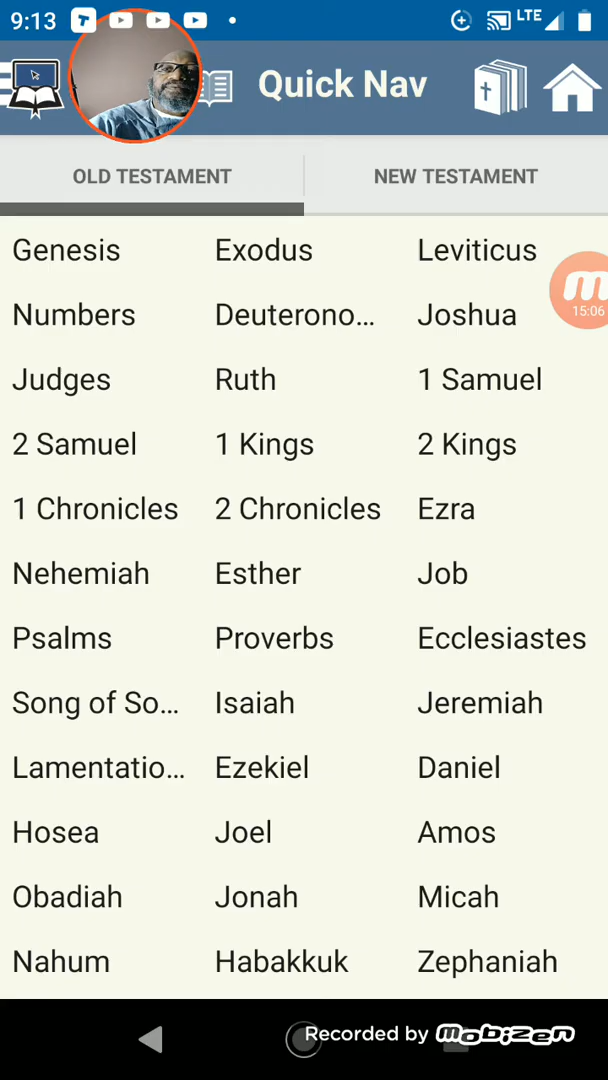 9:13 LTE
Quick Nav
OLD TESTAMENT NEW TESTAMENT
Genesis Exodus Leviticus
15:06
Numbers Deuterono... Joshua
Judges Ruth 1 Samuel
2 Samuel 1 Kings 2 Kings
1 Chronicles 2 Chronicles Ezra
Nehemiah Esther Job
Psalms Proverbs Ecclesiastes
Song of So... Isaiah Jeremiah
Lamentatio... Ezekiel Daniel
Hosea Joel Amos
Obadiah Jonah Micah
Nahum Habakkuk Zephaniah
Recorded by mobizen